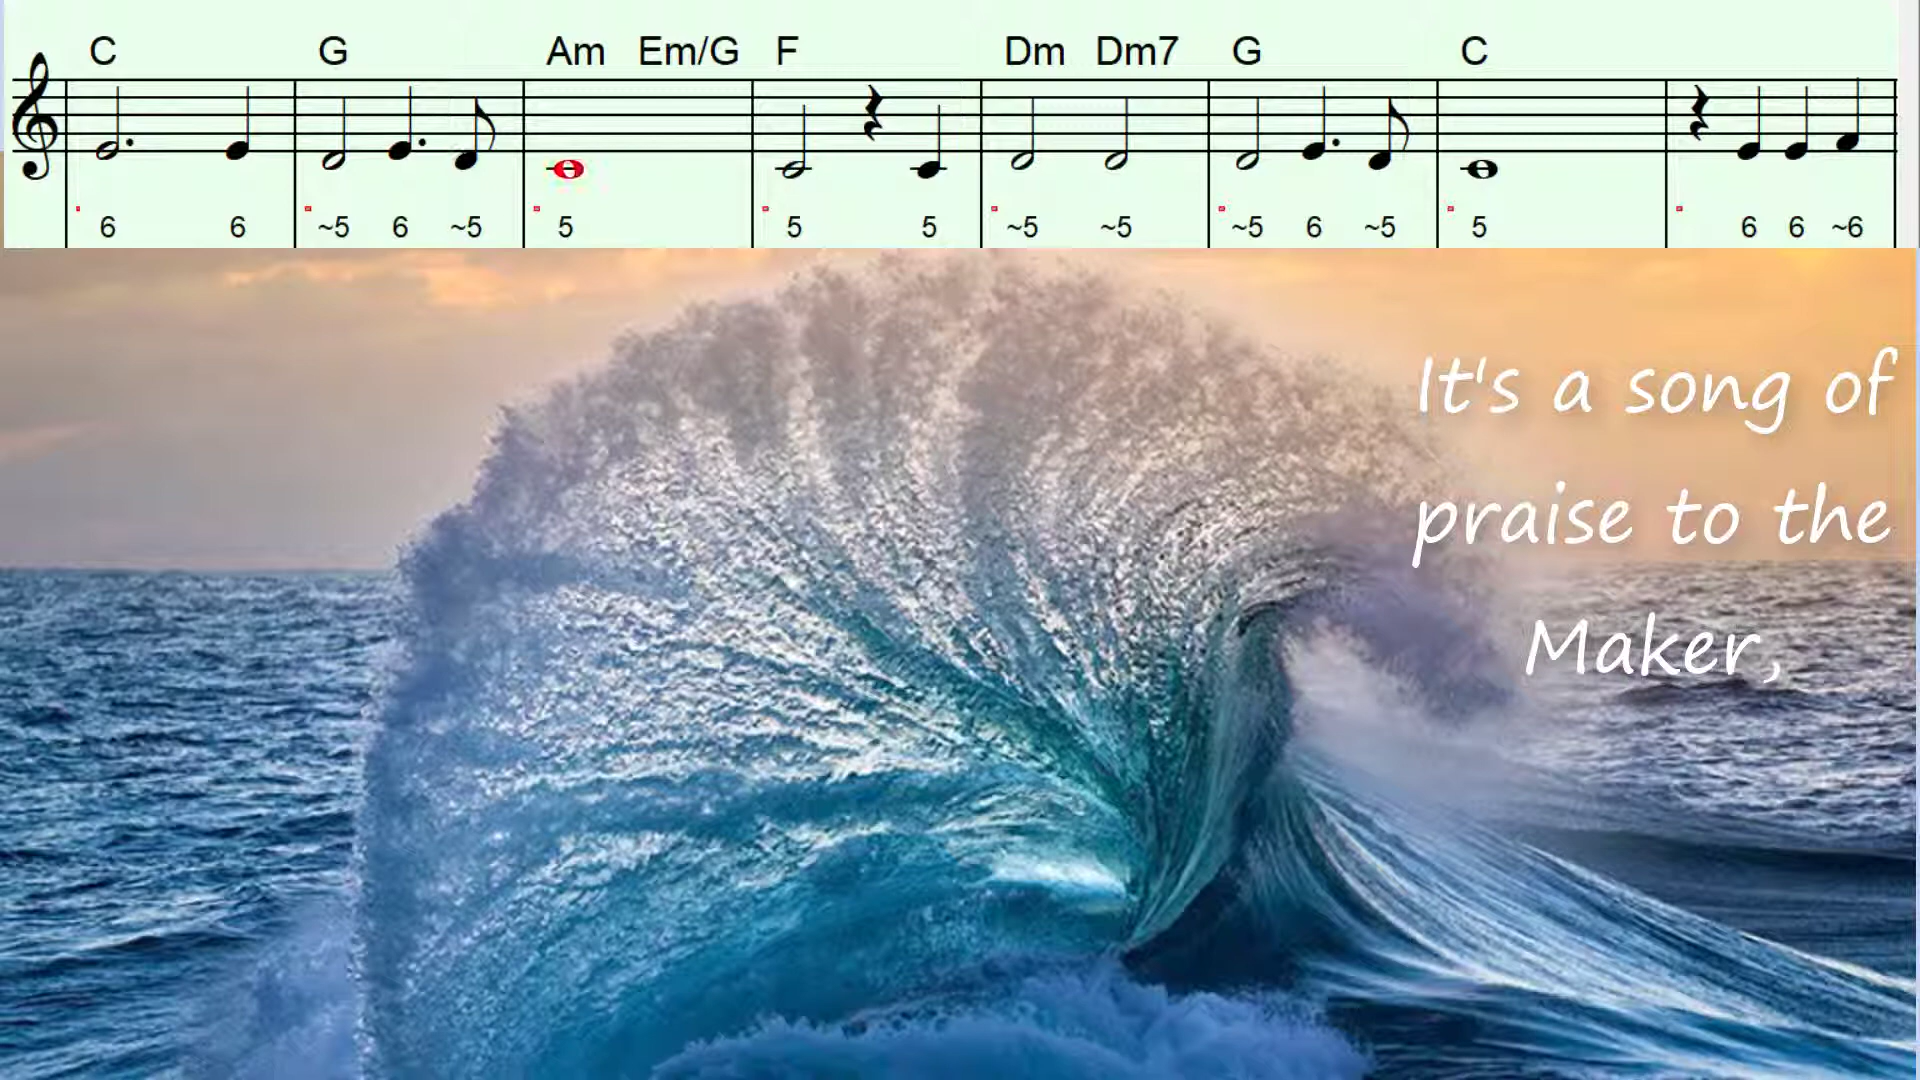 C G Am Em/G F Dm Dm7 G C
6 6 ~5 6 ~5 5 5 5 ~5 ~5 ~5 6 ~5 5 6 6 ~6
It's a song of
praise to the
Maker,